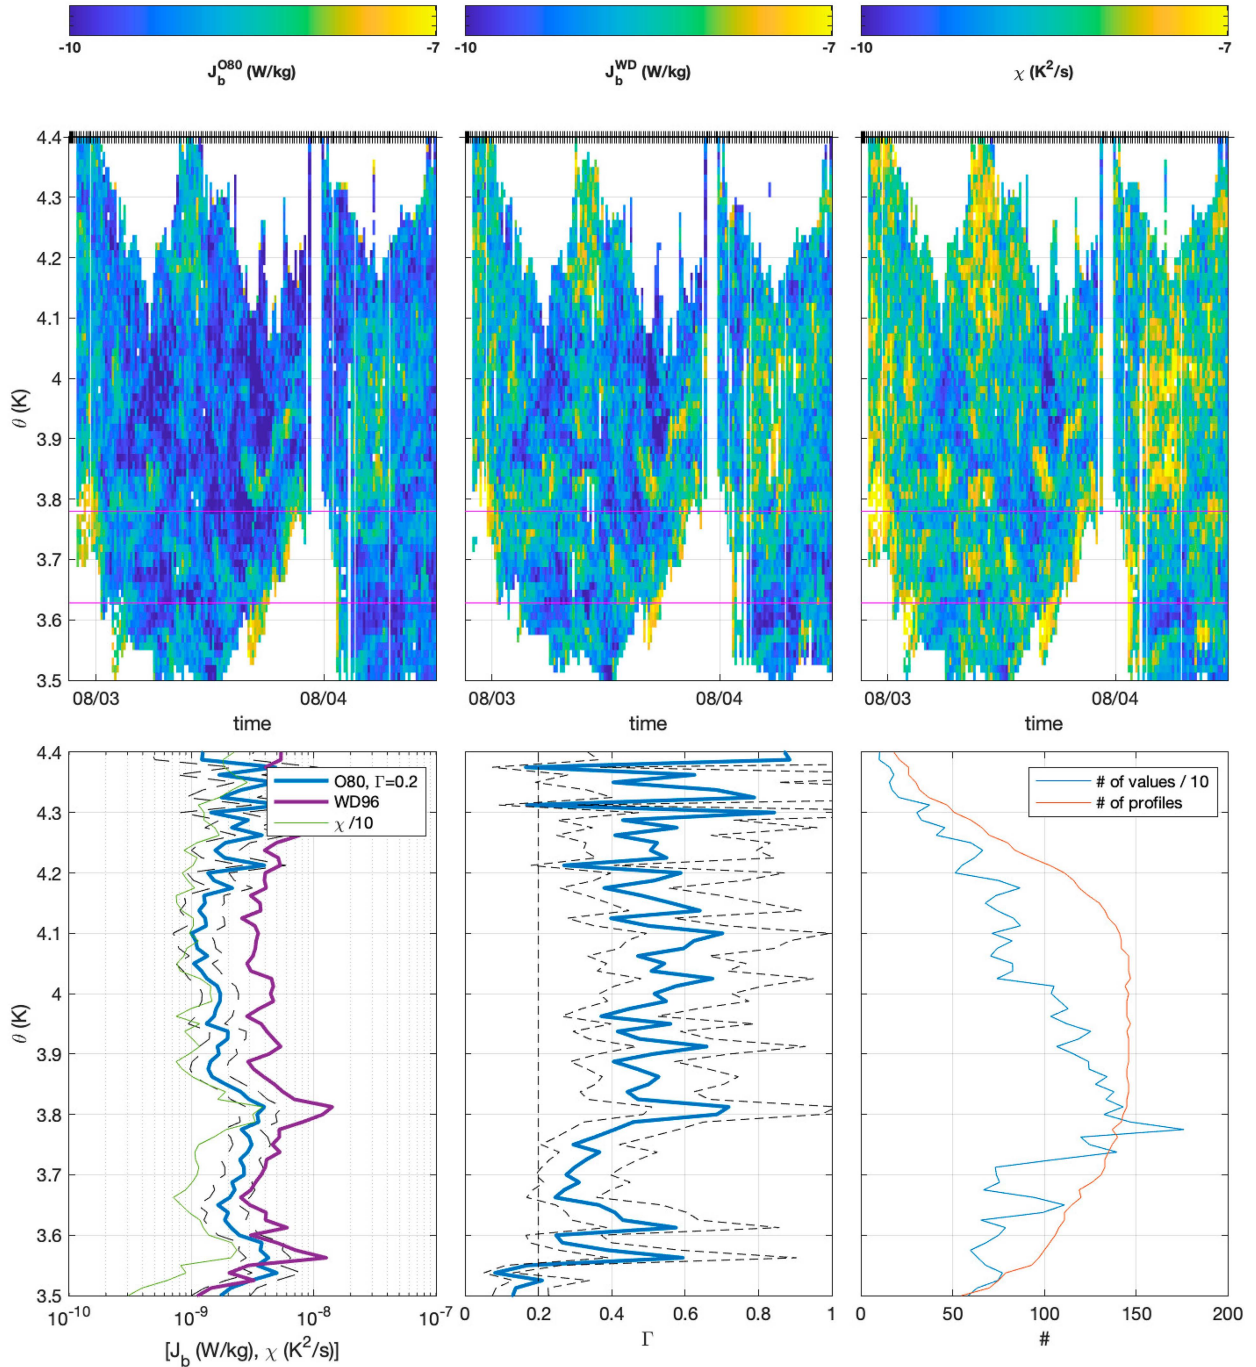 -10 -7 -10 -7 -10 -7
J_b^O80 (W/kg) J_b^WD (W/kg) χ (K²/s)
4.4
4.3
4.2
4.1
4
3.9
3.8
3.7
3.6
3.5
θ (K)
08/03 08/04 08/03 08/04 08/03 08/04
time time time
4.4
4.3
4.2
4.1
4
3.9
3.8
3.7
3.6
3.5
θ (K)
O80, Γ=0.2
WD96
χ /10
# of values / 10
# of profiles
10^-10 10^-9 10^-8 10^-7 0 0.2 0.4 0.6 0.8 1 0 50 100 150 200
[J_b (W/kg), χ (K²/s)] Γ #